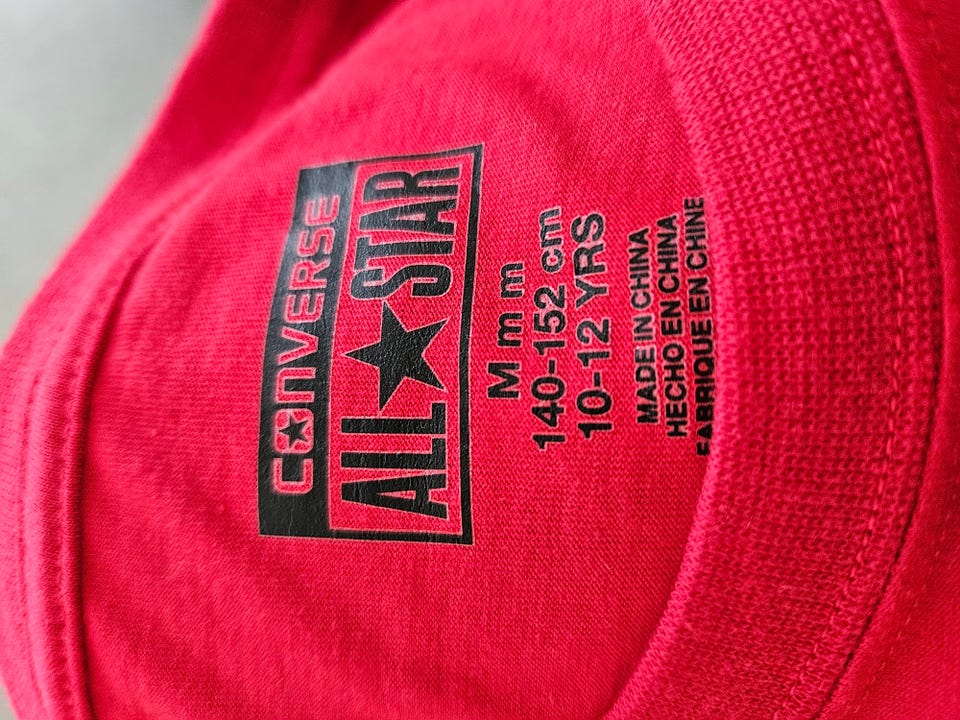 CONVERSE
ALL STAR
M m m
140-152 cm
10-12 YRS
MADE IN CHINA
HECHO EN CHINA
FABRIQUE EN CHINE